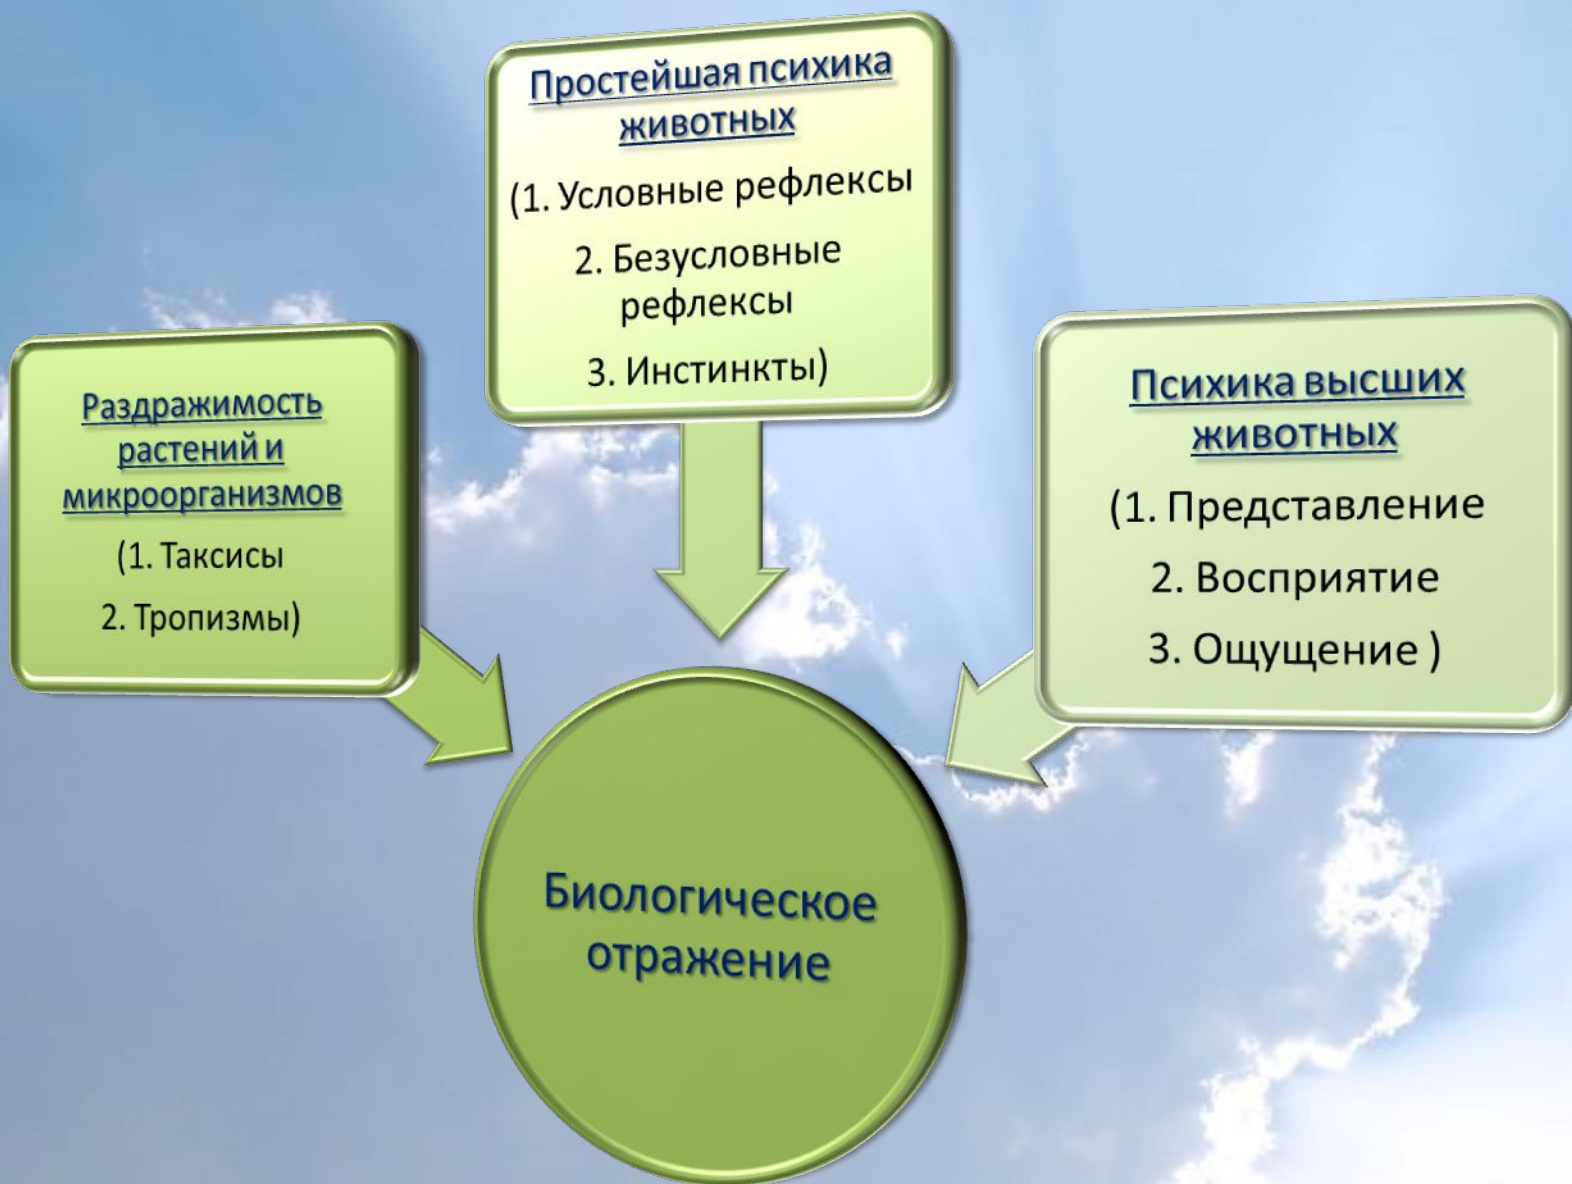 Простейшая психика
животных
(1. Условные рефлексы
2. Безусловные
рефлексы
3. Инстинкты)
Раздражимость
растений и
микроорганизмов
(1. Таксисы
2. Тропизмы)
Психика высших
животных
(1. Представление
2. Восприятие
3. Ощущение )
Биологическое
отражение